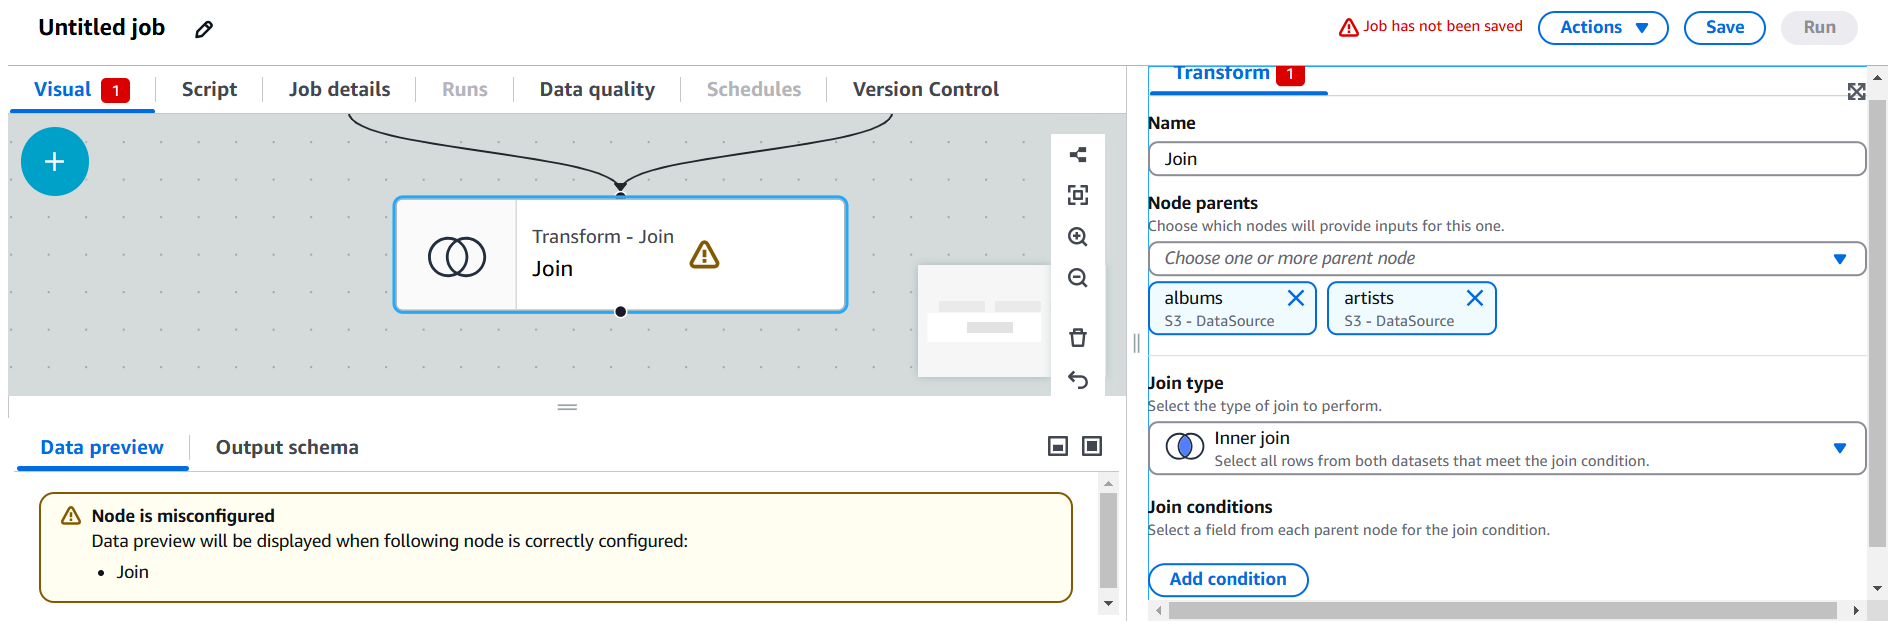 Untitled job
Job has not been saved
Actions
Save
Run
Visual 1
Script
Job details
Runs
Data quality
Schedules
Version Control
Transform - Join
Join
Data preview
Output schema
Node is misconfigured
Data preview will be displayed when following node is correctly configured:
• Join
Transform 1
Name
Join
Node parents
Choose which nodes will provide inputs for this one.
Choose one or more parent node
albums
S3 - DataSource
artists
S3 - DataSource
Join type
Select the type of join to perform.
Inner join
Select all rows from both datasets that meet the join condition.
Join conditions
Select a field from each parent node for the join condition.
Add condition